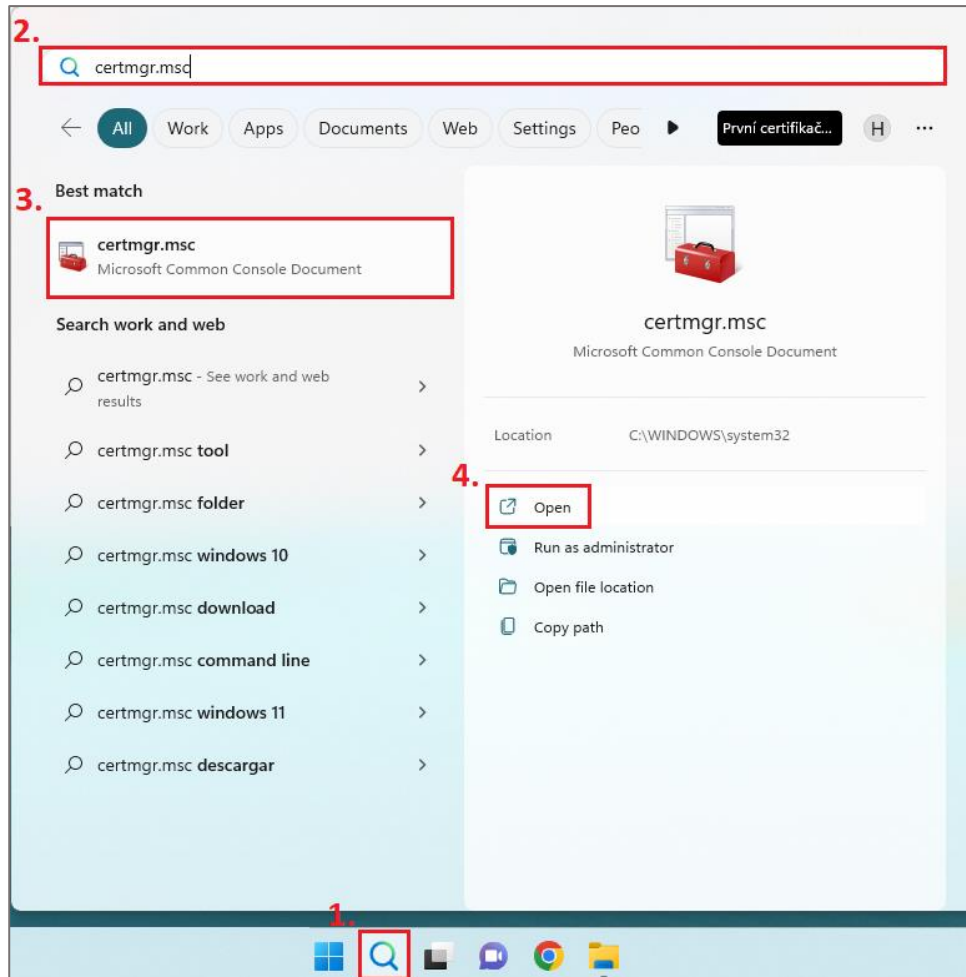 2.
certmgr.msc
All Work Apps Documents Web Settings Peo První certifikač... H ...
Best match
3.
certmgr.msc
Microsoft Common Console Document
certmgr.msc
Microsoft Common Console Document
Search work and web
certmgr.msc - See work and web
results
certmgr.msc tool
certmgr.msc folder
certmgr.msc windows 10
certmgr.msc download
certmgr.msc command line
certmgr.msc windows 11
certmgr.msc descargar
Location C:\WINDOWS\system32
4.
Open
Run as administrator
Open file location
Copy path
1.